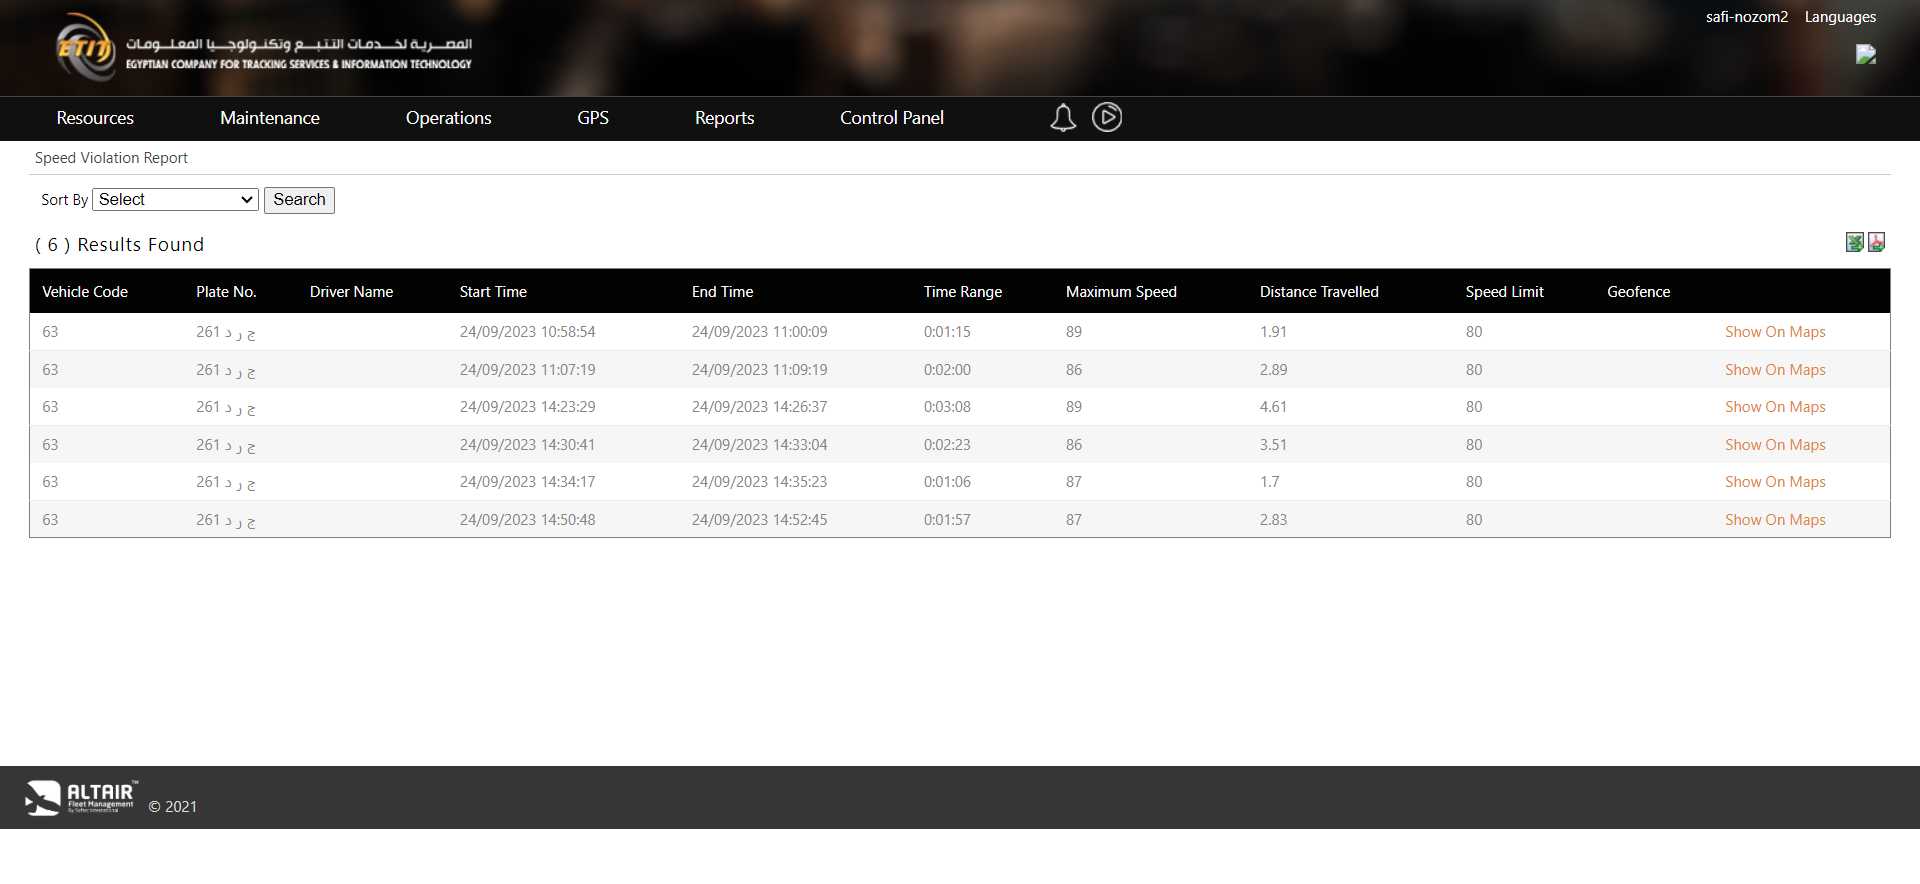 safi-nozom2 Languages
ETIT
المصرية لخدمات التتبع وتكنولوجيا المعلومات
EGYPTIAN COMPANY FOR TRACKING SERVICES & INFORMATION TECHNOLOGY
Resources Maintenance Operations GPS Reports Control Panel
Speed Violation Report
Sort By Select Search
( 6 ) Results Found
Vehicle Code Plate No. Driver Name Start Time End Time Time Range Maximum Speed Distance Travelled Speed Limit Geofence
63 ج ر د 261 24/09/2023 10:58:54 24/09/2023 11:00:09 0:01:15 89 1.91 80 Show On Maps
63 ج ر د 261 24/09/2023 11:07:19 24/09/2023 11:09:19 0:02:00 86 2.89 80 Show On Maps
63 ج ر د 261 24/09/2023 14:23:29 24/09/2023 14:26:37 0:03:08 89 4.61 80 Show On Maps
63 ج ر د 261 24/09/2023 14:30:41 24/09/2023 14:33:04 0:02:23 86 3.51 80 Show On Maps
63 ج ر د 261 24/09/2023 14:34:17 24/09/2023 14:35:23 0:01:06 87 1.7 80 Show On Maps
63 ج ر د 261 24/09/2023 14:50:48 24/09/2023 14:52:45 0:01:57 87 2.83 80 Show On Maps
ALTAIR™
Fleet Management
© 2021